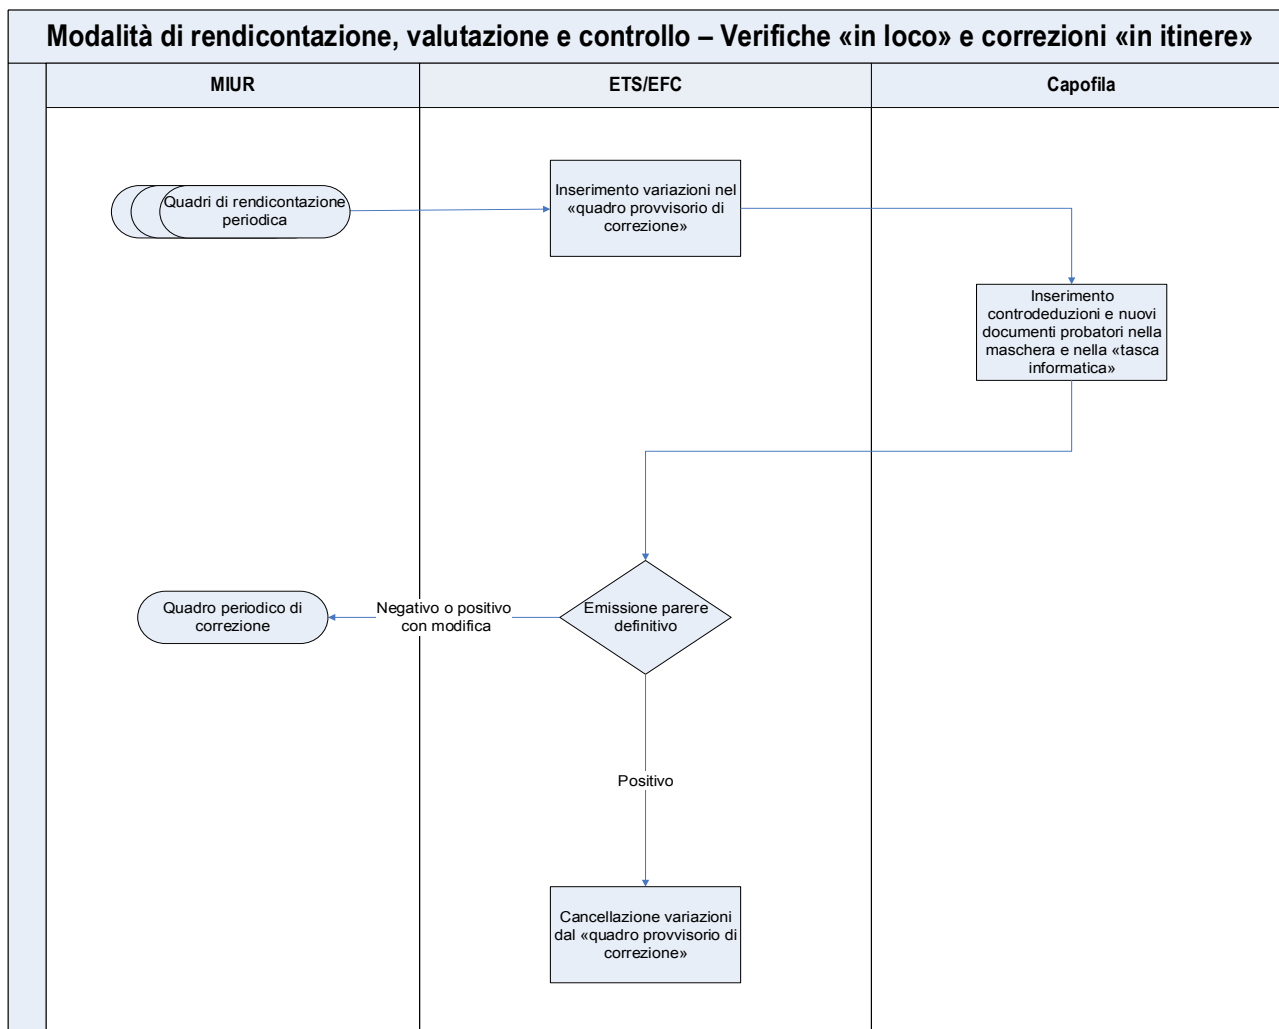 Modalità di rendicontazione, valutazione e controllo – Verifiche «in loco» e correzioni «in itinere»
MIUR
ETS/EFC
Capofila
Quadri di rendicontazione
periodica
Inserimento variazioni nel
«quadro provvisorio di
correzione»
Inserimento
controdeduzioni e nuovi
documenti probatori nella
maschera e nella «tasca
informatica»
Emissione parere
definitivo
Negativo o positivo
con modifica
Quadro periodico di
correzione
Positivo
Cancellazione variazioni
dal «quadro provvisorio di
correzione»